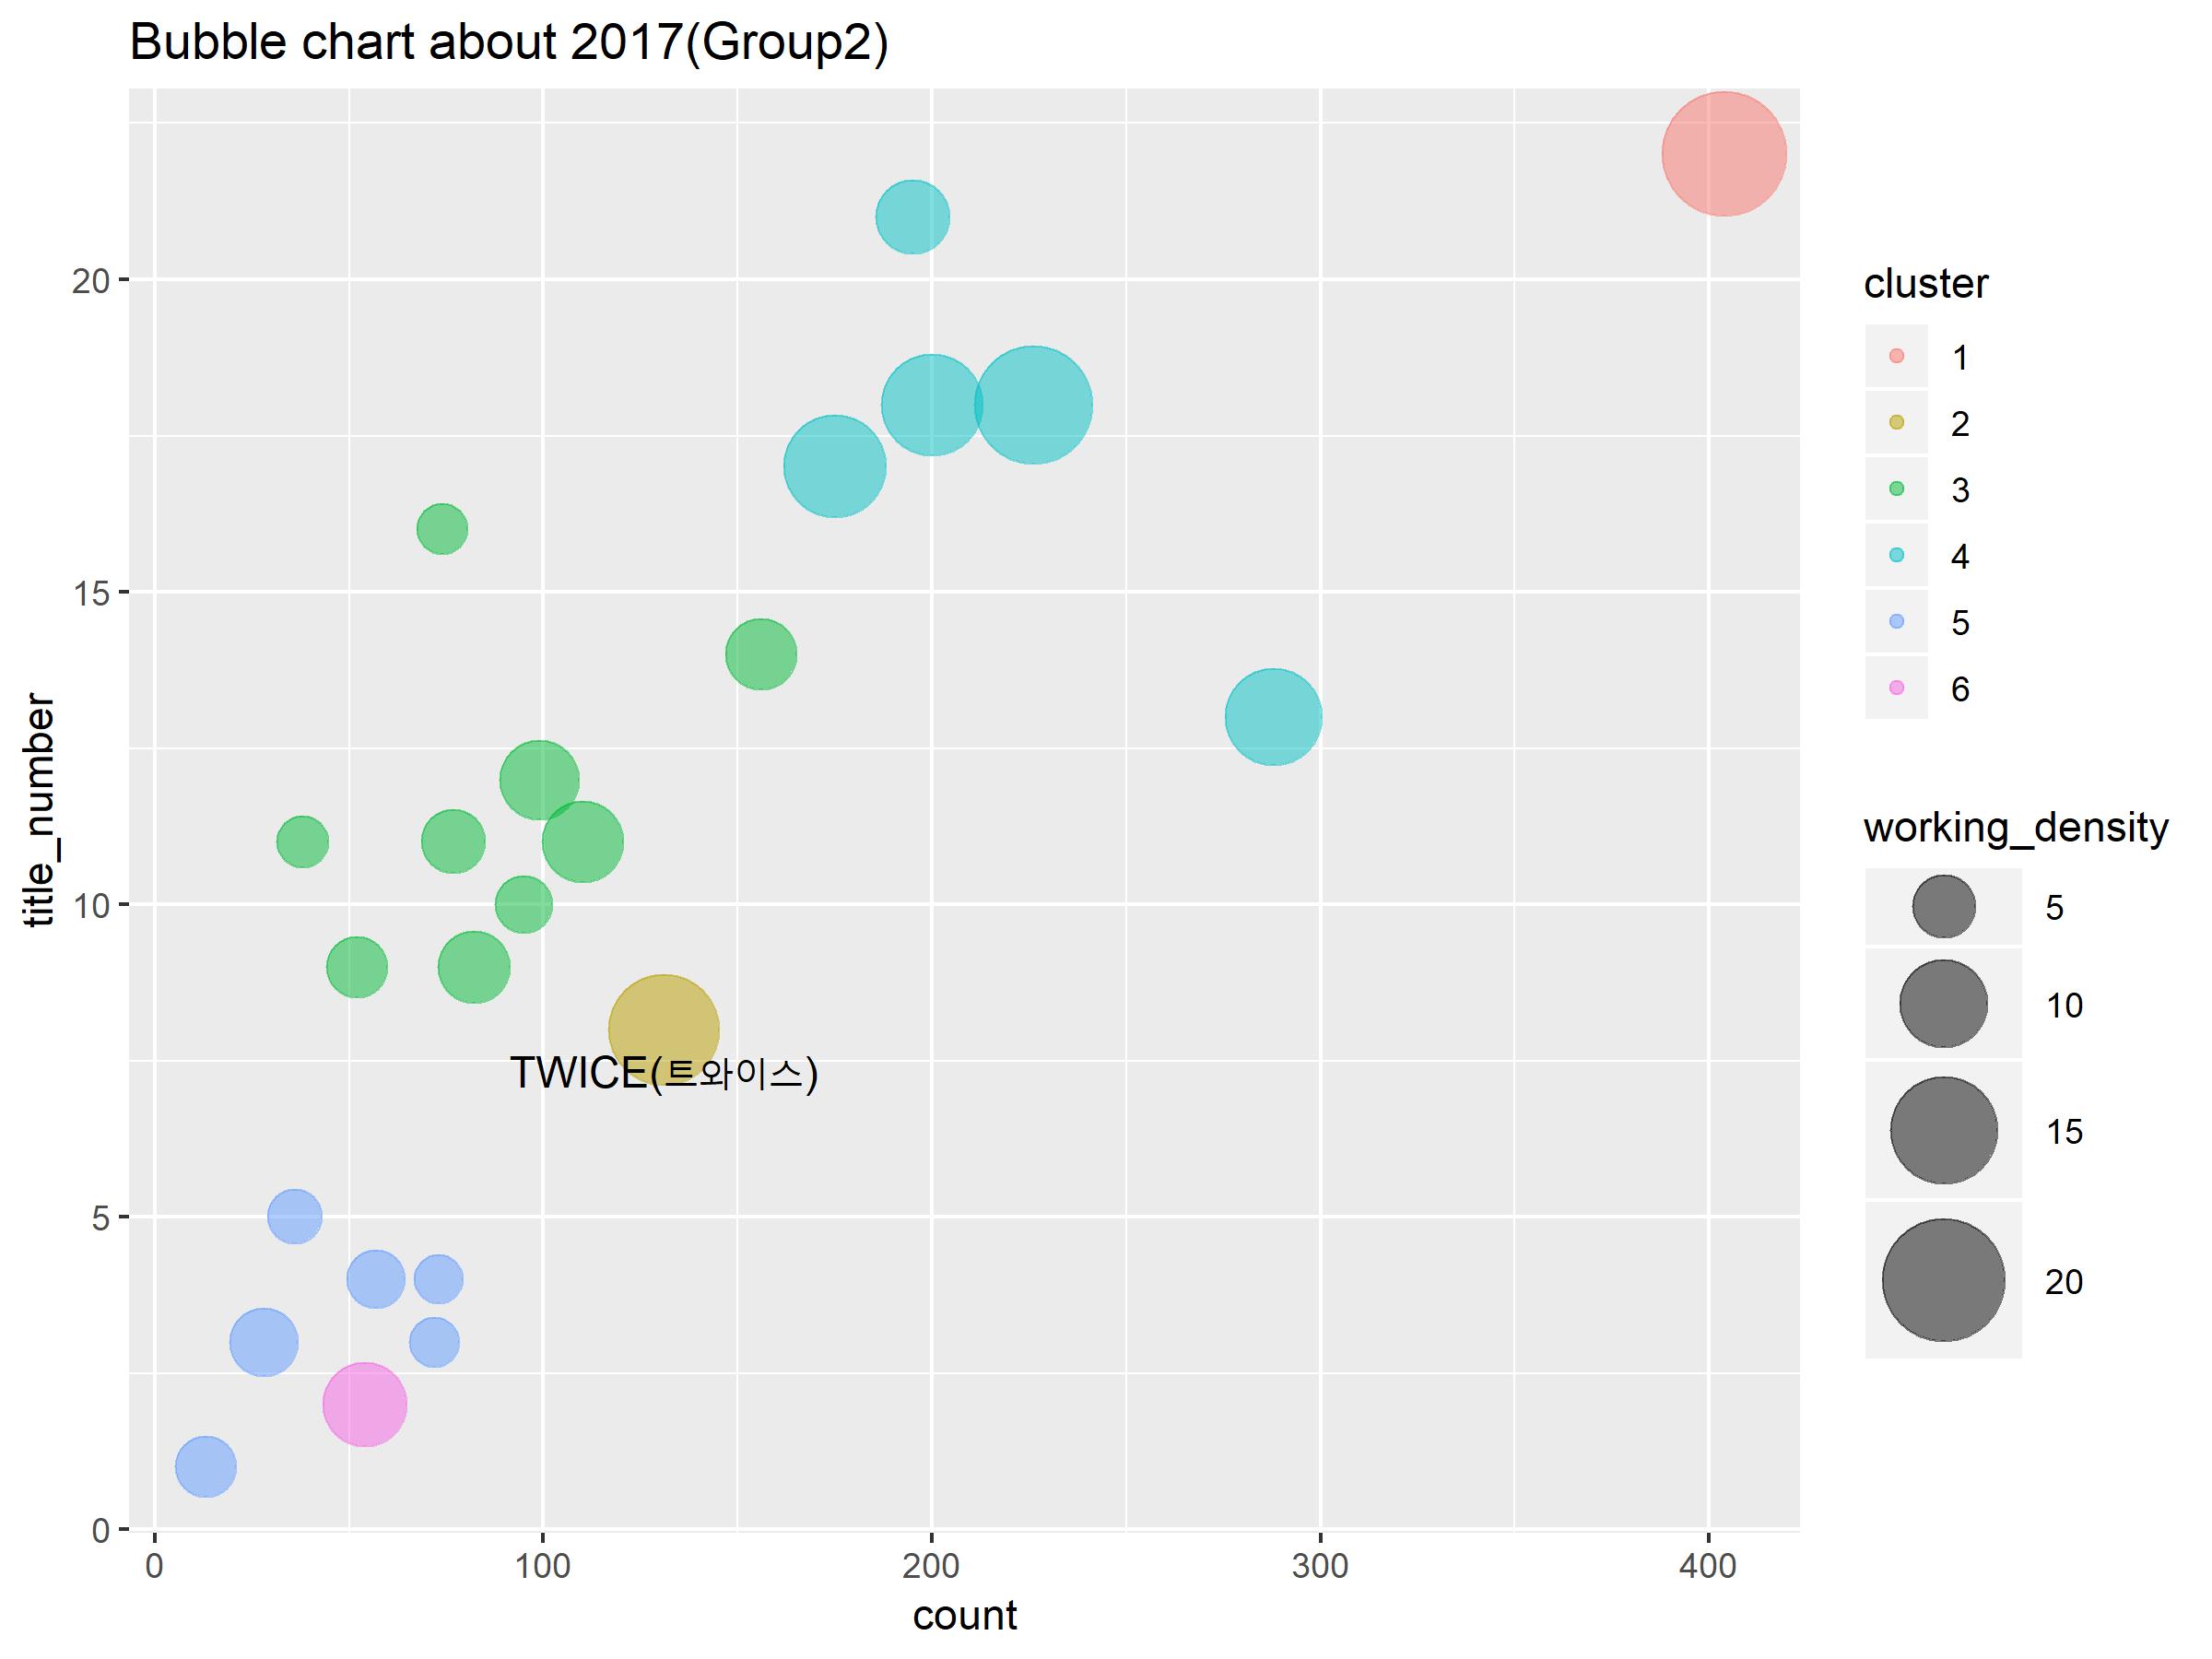 Bubble chart about 2017(Group2)
20
15
10
5
0
title_number
TWICE(트와이스)
0 100 200 300 400
count
cluster
1
2
3
4
5
6
working_density
5
10
15
20